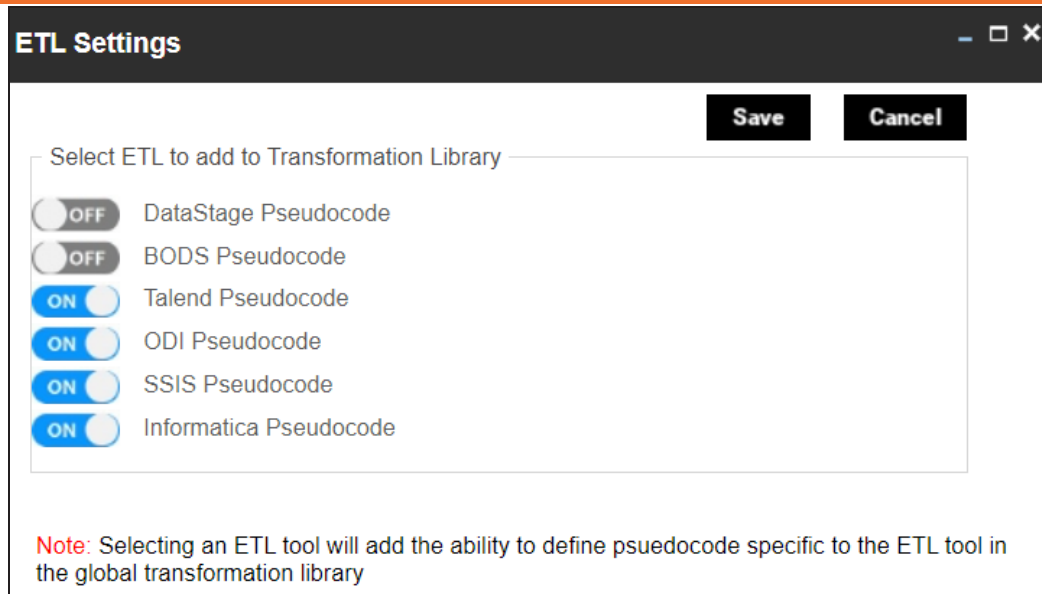 ETL Settings
Save Cancel
Select ETL to add to Transformation Library
OFF DataStage Pseudocode
OFF BODS Pseudocode
ON Talend Pseudocode
ON ODI Pseudocode
ON SSIS Pseudocode
ON Informatica Pseudocode
Note: Selecting an ETL tool will add the ability to define psuedocode specific to the ETL tool in
the global transformation library